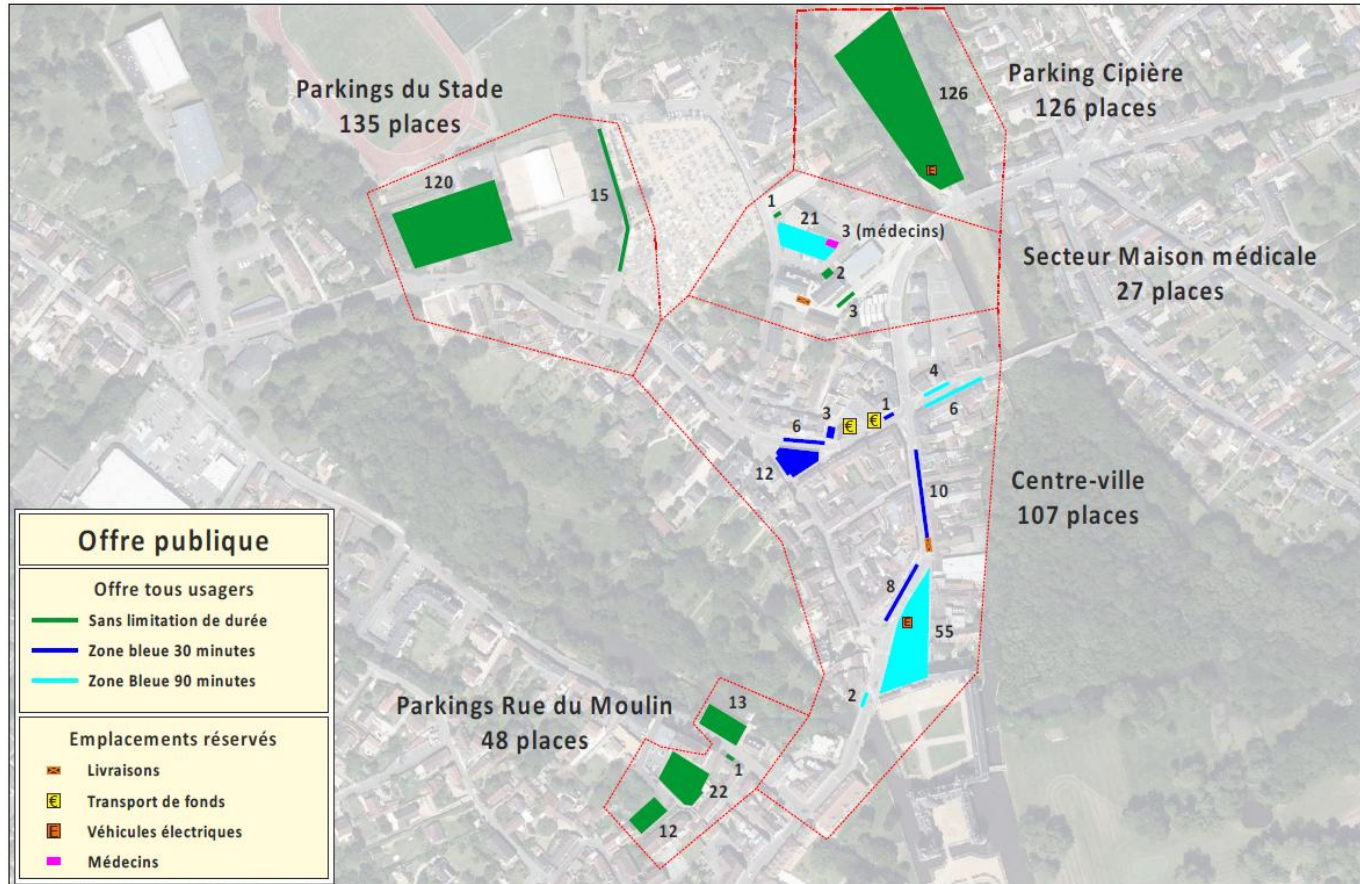 Parkings du Stade
135 places
120
15
126
Parking Cipière
126 places
1
21
3 (médecins)
2
3
Secteur Maison médicale
27 places
4
6
1
3
6
12
10
8
55
2
Centre-ville
107 places
Parkings Rue du Moulin
48 places
13
1
22
12
Offre publique
Offre tous usagers
Sans limitation de durée
Zone bleue 30 minutes
Zone Bleue 90 minutes
Emplacements réservés
Livraisons
€ Transport de fonds
E Véhicules électriques
Médecins
€
€
E
E